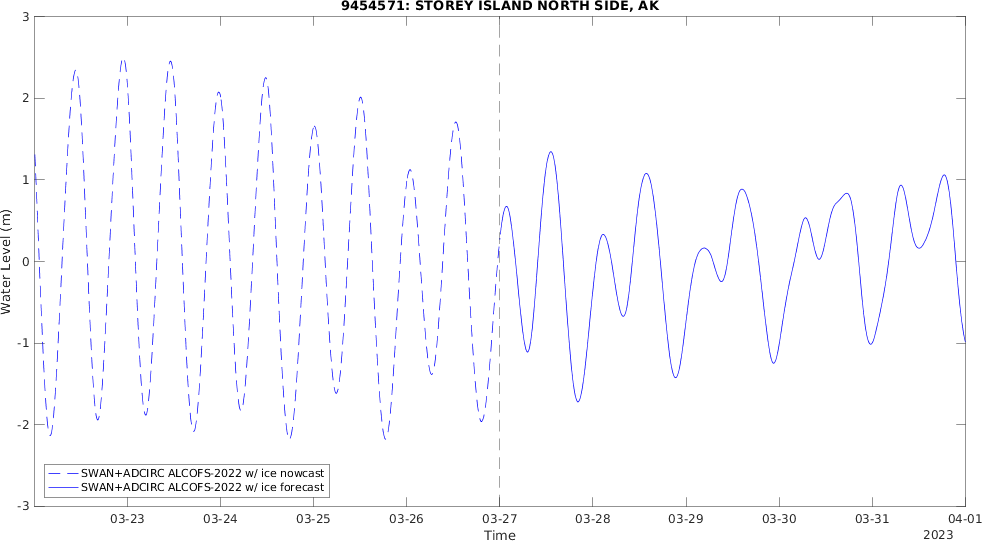 9454571: STOREY ISLAND NORTH SIDE, AK
3
2
1
0
-1
-2
-3
Water Level (m)
SWAN+ADCIRC ALCOFS-2022 w/ ice nowcast
SWAN+ADCIRC ALCOFS-2022 w/ ice forecast
03-23 03-24 03-25 03-26 03-27 03-28 03-29 03-30 03-31 04-01
Time
2023